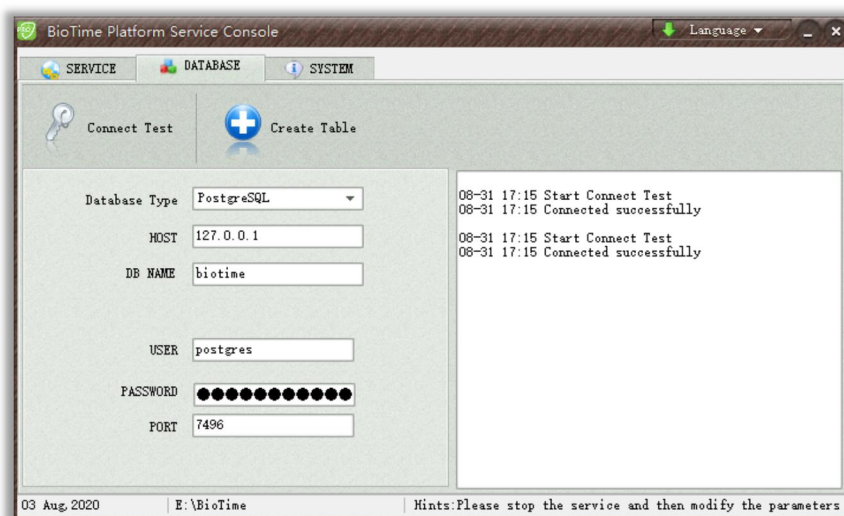 BioTime Platform Service Console
Language
SERVICE
DATABASE
SYSTEM
Connect Test
Create Table
Database Type
PostgreSQL
HOST
127.0.0.1
DB NAME
biotime
USER
postgres
PASSWORD
●●●●●●●●●●●
PORT
7496
08-31 17:15 Start Connect Test
08-31 17:15 Connected successfully
08-31 17:15 Start Connect Test
08-31 17:15 Connected successfully
03 Aug,2020
E:\BioTime
Hints:Please stop the service and then modify the parameters